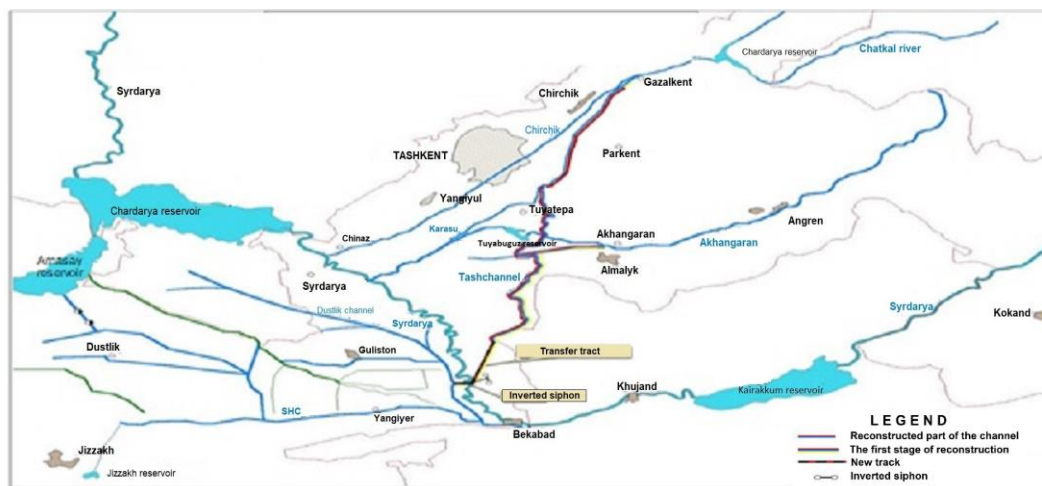 Chardarya reservoir
Chatkal river
Syrdarya
Gazalkent
Chirchik
Chirchik
TASHKENT
Parkent
Yangiyul
Chardarya reservoir
Tuyatepa
Angren
Karasu
Chinaz
Tuyabuguz reservoir
Akhangaran
Akhangaran
Amasay
reservoir
Almalyk
Syrdarya
Tashchannel
Dustlik channel
Syrdarya
Syrdarya
Kokand
Dustlik
Guliston
Transfer tract
Khujand
Kairakkum reservoir
Inverted siphon
SHC
Yangiyer
Bekabad
Jizzakh
Jizzakh reservoir
LEGEND
Reconstructed part of the channel
The first stage of reconstruction
New track
Inverted siphon